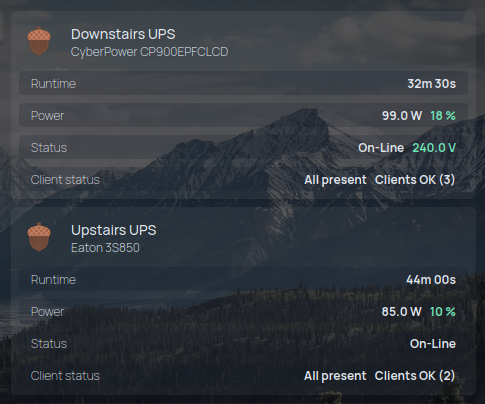 Downstairs UPS
CyberPower CP900EPFCLCD
Runtime 32m 30s
Power 99.0 W 18 %
Status On-Line 240.0 V
Client status All present Clients OK (3)
Upstairs UPS
Eaton 3S850
Runtime 44m 00s
Power 85.0 W 10 %
Status On-Line
Client status All present Clients OK (2)